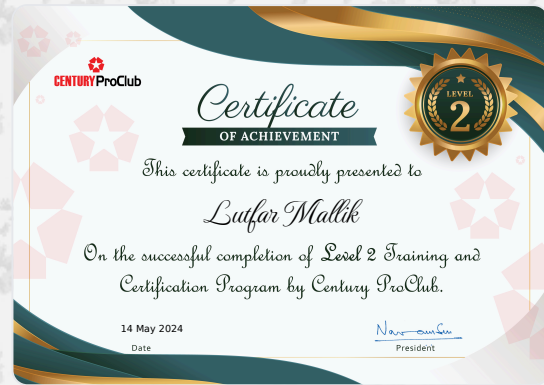 CENTURY ProClub
LEVEL
2
Certificate
OF ACHIEVEMENT
This certificate is proudly presented to
Lutfar Mallik
On the successful completion of Level 2 Training and
Certification Program by Century ProClub.
14 May 2024
Date
President